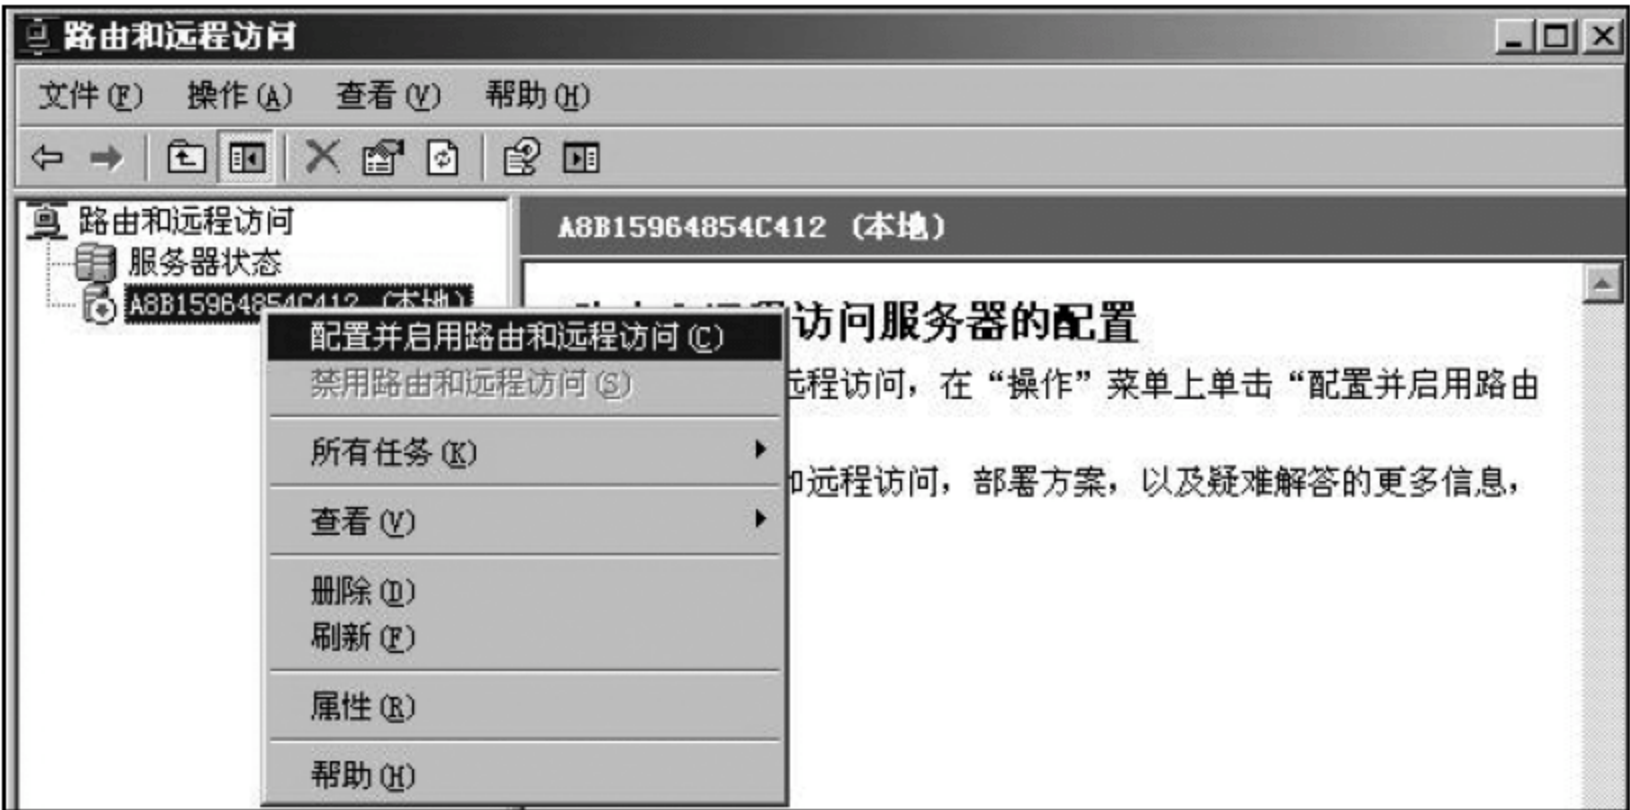 路由和远程访问
文件(F) 操作(A) 查看(V) 帮助(H)
路由和远程访问
服务器状态
A8B15964854C412 (本地)
A8B15964854C412 (本地)
配置并启用路由和远程访问(C)
禁用路由和远程访问(S)
所有任务(K)
查看(V)
删除(D)
刷新(F)
属性(R)
帮助(H)
访问服务器的配置
远程访问，在“操作”菜单上单击“配置并启用路由
和远程访问，部署方案，以及疑难解答的更多信息，